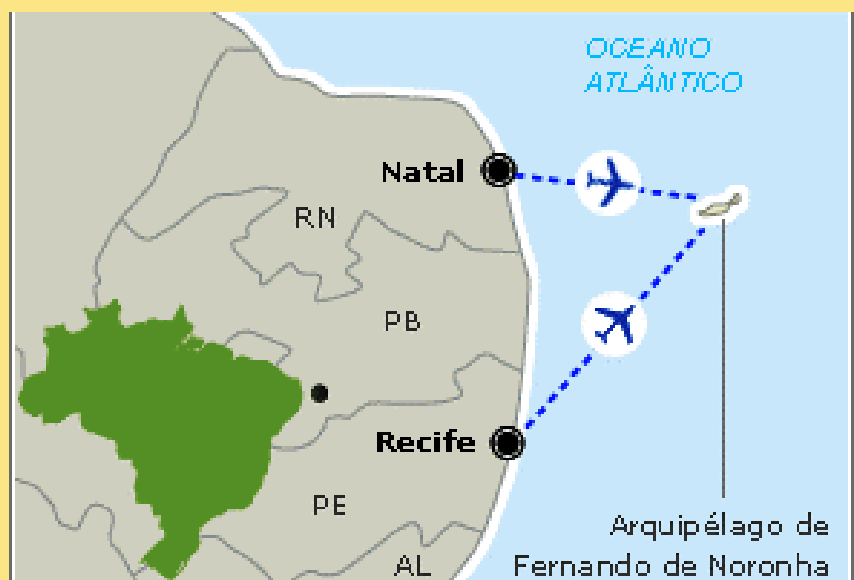 OCEANO
ATLÂNTICO
Natal
RN
PB
Recife
PE
Arquipélago de
AL
Fernando de Noronha